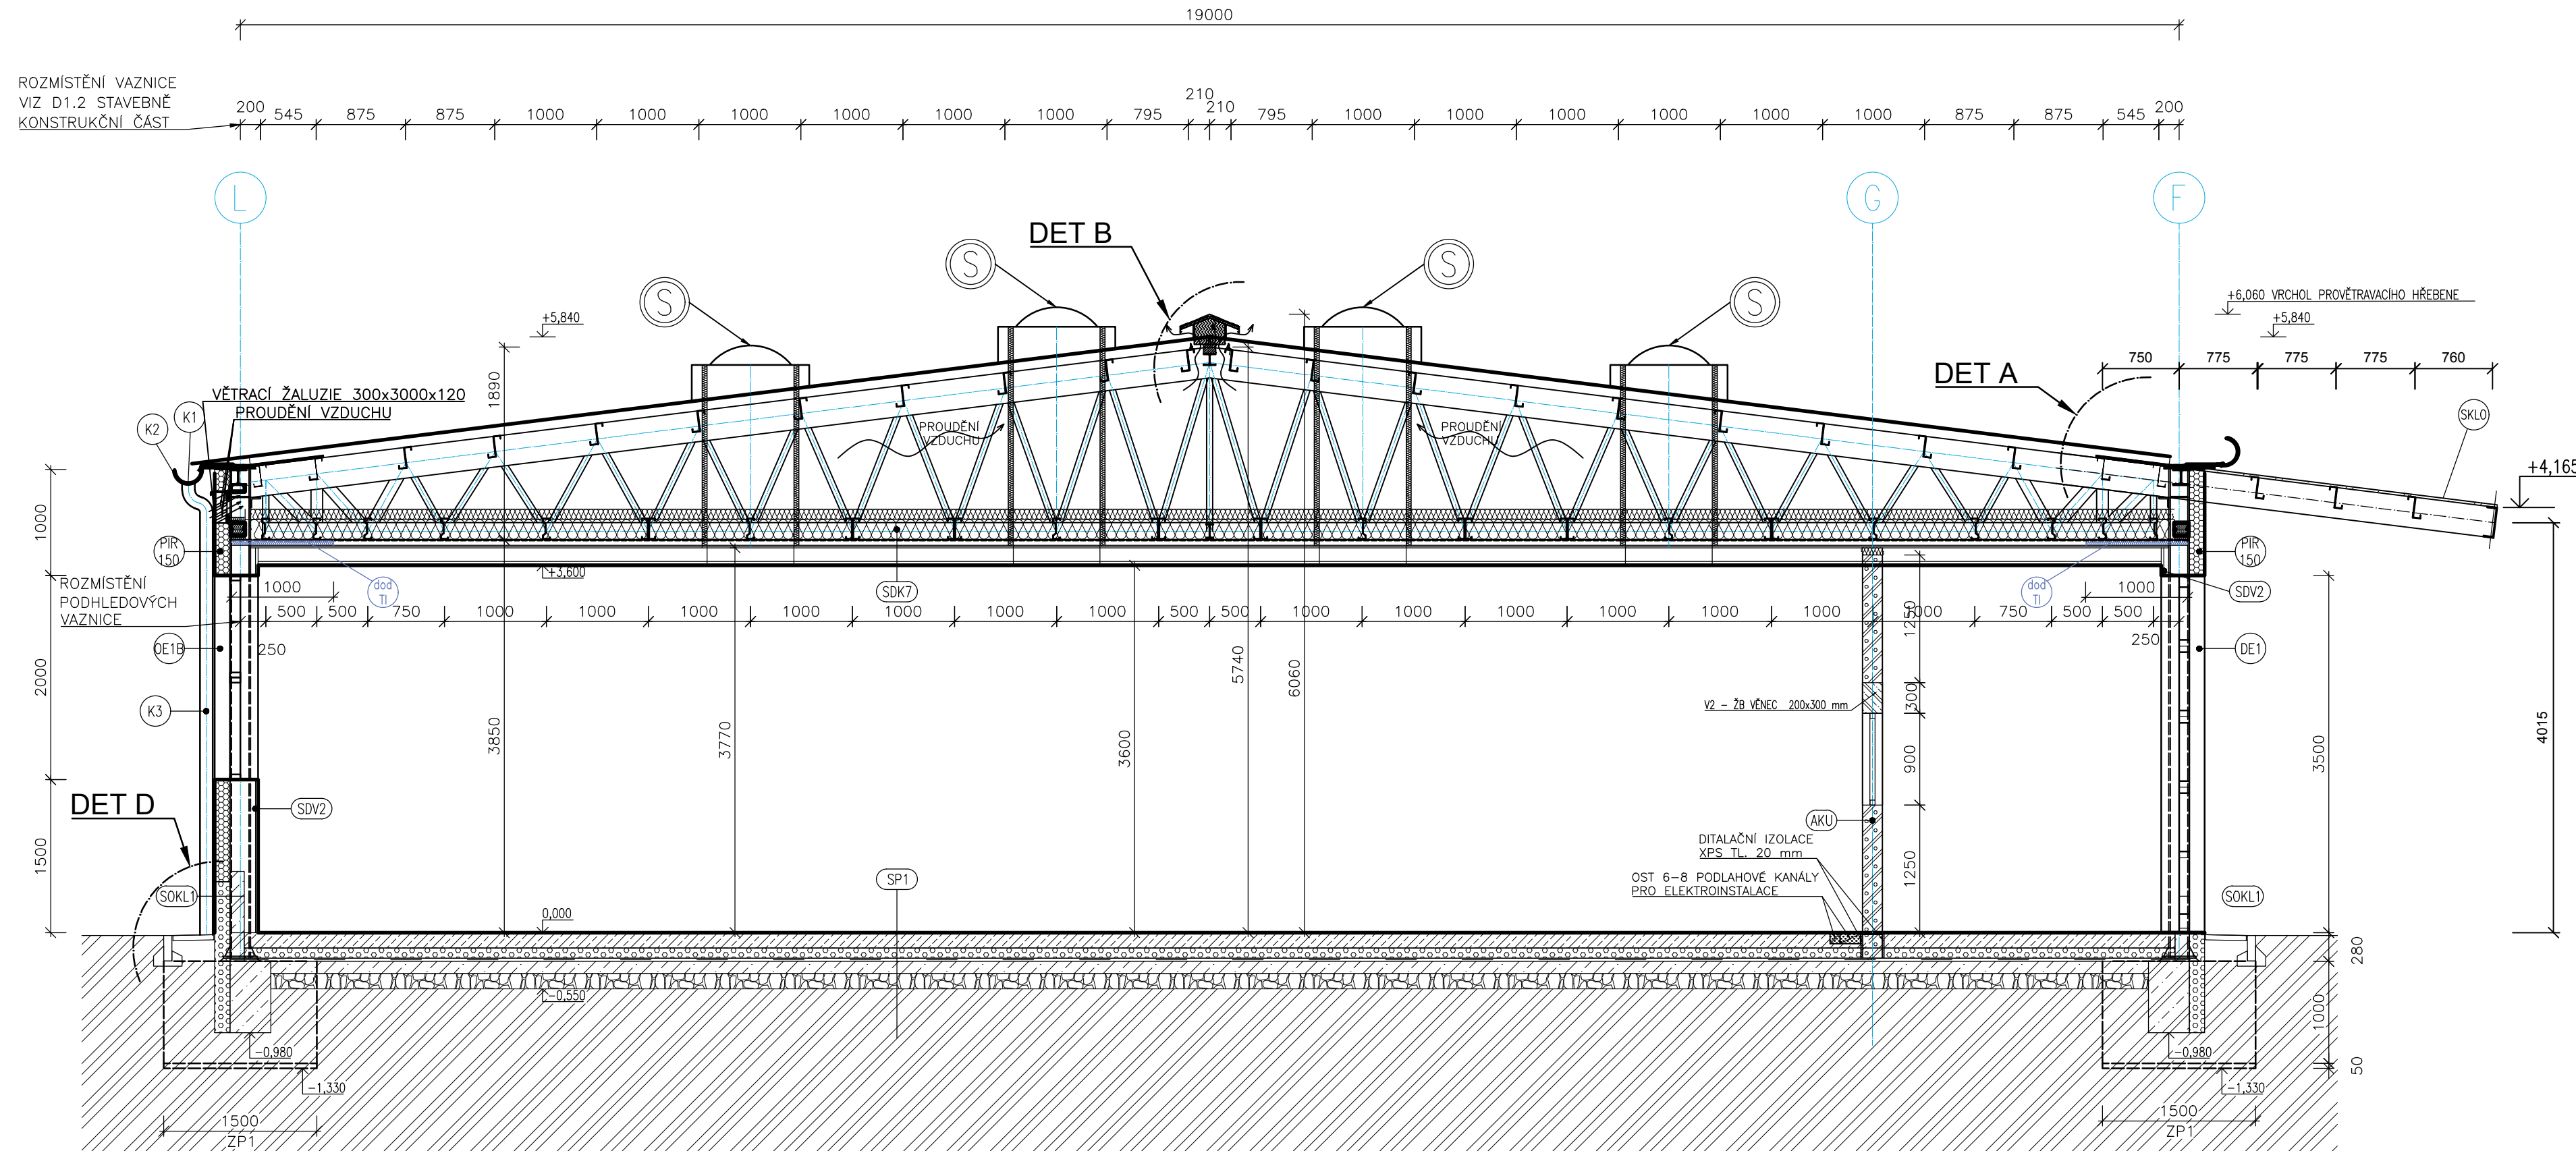 19000
ROZMÍSTĚNÍ VAZNICE
VIZ D1.2 STAVEBNĚ
KONSTRUKČNÍ ČÁST
200 545 875 875 1000 1000 1000 1000 1000 1000 795 210 210 795 1000 1000 1000 1000 1000 1000 875 875 545 200
L
G
F
DET B
S
S
S
S
+6,060 VRCHOL PROVĚTRAVACÍHO HŘEBENE
+5,840
+5,840
750 775 775 775 760
DET A
VĚTRACÍ ŽALUZIE 300x3000x120
PROUDĚNÍ VZDUCHU
K1
K2
1890
PROUDĚNÍ
VZDUCHU
PROUDĚNÍ
VZDUCHU
SKLO
+4,165
1000
PIR
150
PIR
150
ROZMÍSTĚNÍ
PODHLEDOVÝCH
VAZNICE
1000
dod
TI
+3,600
SDK7
dod
TI
1000
SDV2
500 500 750 1000 1000 1000 1000 1000 1000 1000 500 500 1000 1000 1000 1000 1000 1000 1000 750 500 500
250
250
OE1B
DE1
2000
K3
3850
3770
3600
5740
6060
1250
300
V2 – ŽB VĚNEC 200x300 mm
900
3500
4015
DET D
SDV2
AKU
1500
DITALAČNÍ IZOLACE
XPS TL. 20 mm
1250
OST 6–8 PODLAHOVÉ KANÁLY
PRO ELEKTROINSTALACE
SOKL1
SP1
SOKL1
0,000
280
–0,550
1000
–0,980
–0,980
50
–1,330
–1,330
1500
ZP1
1500
ZP1